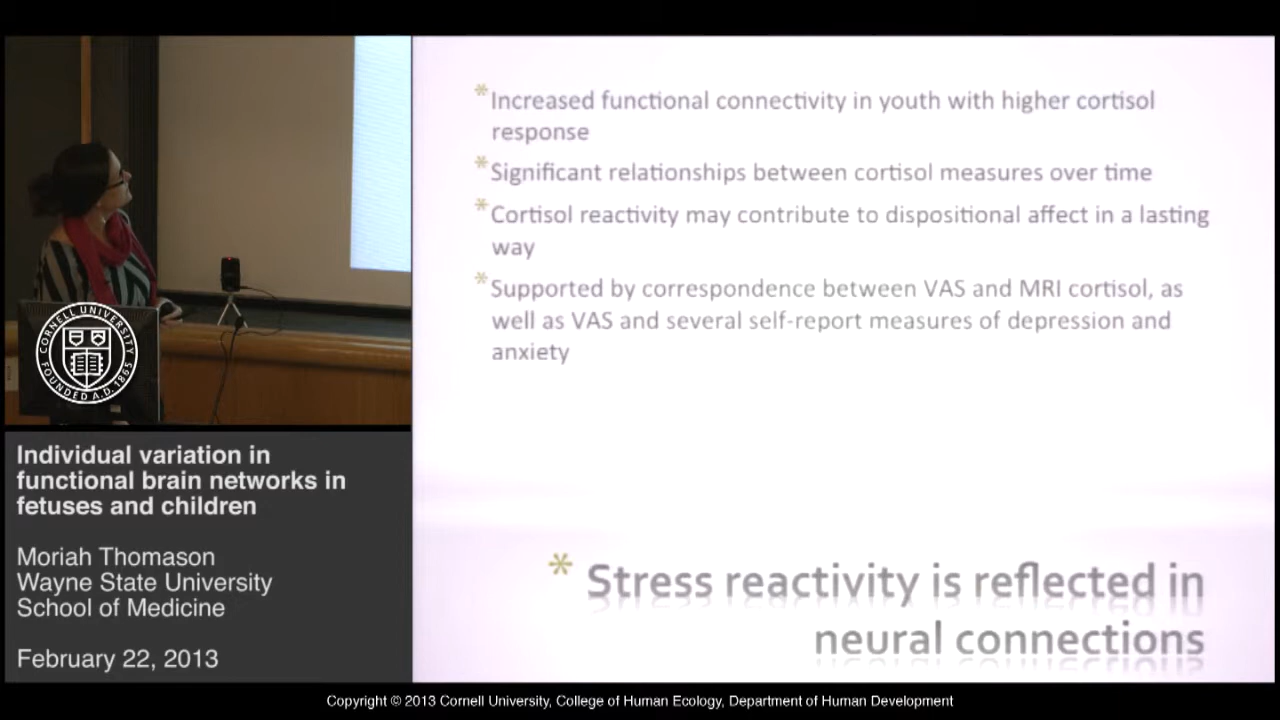 * Increased functional connectivity in youth with higher cortisol
response
* Significant relationships between cortisol measures over time
* Cortisol reactivity may contribute to dispositional affect in a lasting
way
* Supported by correspondence between VAS and MRI cortisol, as
well as VAS and several self-report measures of depression and
anxiety
* Stress reactivity is reflected in
neural connections
CORNELL UNIVERSITY
FOUNDED A.D. 1865
Individual variation in
functional brain networks in
fetuses and children
Moriah Thomason
Wayne State University
School of Medicine
February 22, 2013
Copyright © 2013 Cornell University, College of Human Ecology, Department of Human Development